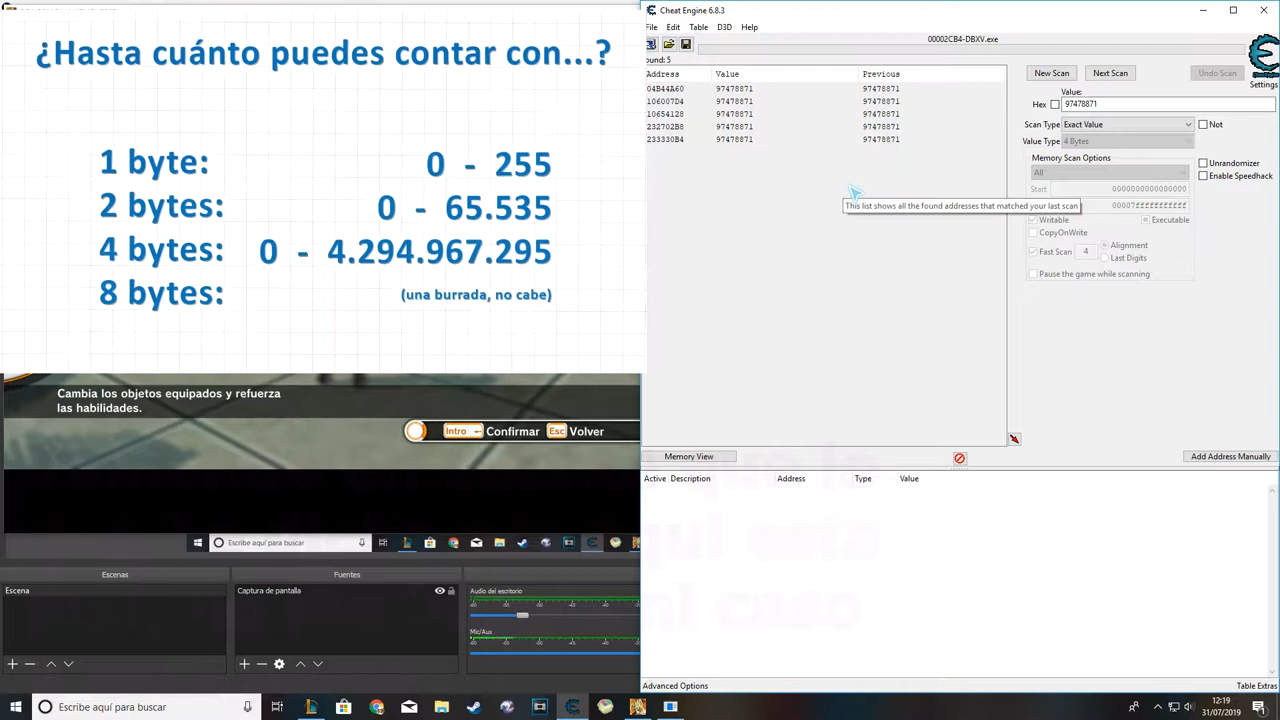 ¿Hasta cuánto puedes contar con...?
1 byte: 0 - 255
2 bytes: 0 - 65.535
4 bytes: 0 - 4.294.967.295
8 bytes: (una burrada, no cabe)
Cambia los objetos equipados y refuerza
las habilidades.
Intro Confirmar Esc Volver
Escribe aquí para buscar
Escenas Fuentes
Escena Captura de pantalla Audio del escritorio
Mic/Aux
Cheat Engine 6.8.3
File Edit Table D3D Help
00002CB4-DBXV.exe
ound: 5
Address Value Previous
04B44A60 97478871 97478871
106007D4 97478871 97478871
10654128 97478871 97478871
232702B8 97478871 97478871
233330B4 97478871 97478871
This list shows all the found addresses that matched your last scan
New Scan Next Scan Undo Scan
Settings
Value:
Hex 97478871
Scan Type Exact Value Not
Value Type 4 Bytes
Memory Scan Options
All
Unrandomizer
Enable Speedhack
Start 0000000000000000
00007fffffffffff
Writable Executable
CopyOnWrite
Fast Scan 4 Alignment
Last Digits
Pause the game while scanning
Memory View Add Address Manually
Active Description Address Type Value
Advanced Options Table Extras
Escribe aquí para buscar
12:19
31/07/2019